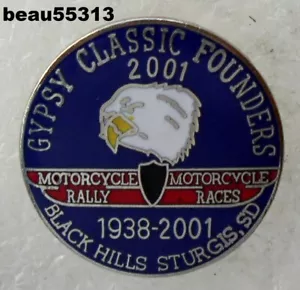 beau55313
GYPSY CLASSIC FOUNDERS
2001
MOTORCYCLE MOTORCYCLE
RALLY RACES
1938-2001
BLACK HILLS STURGIS, SD